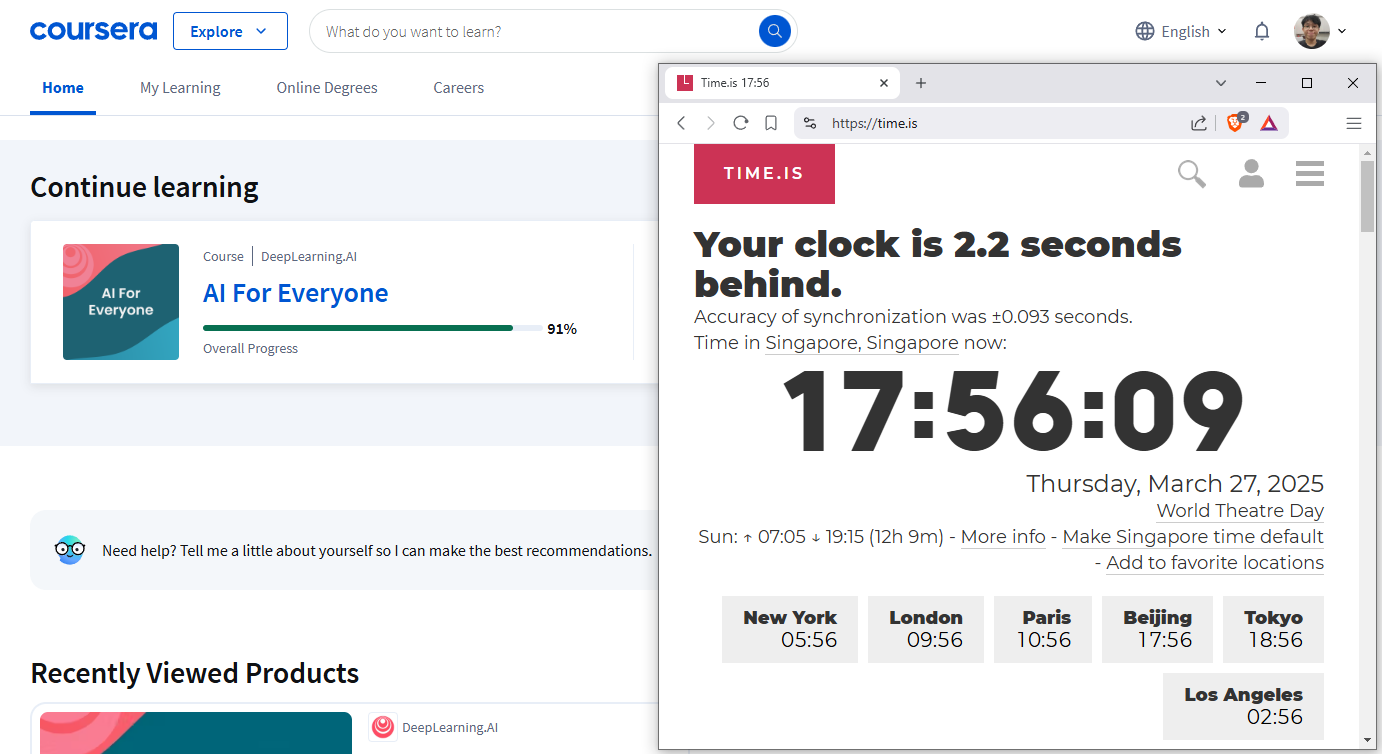 coursera
Explore
What do you want to learn?
English
Home
My Learning
Online Degrees
Careers
Continue learning
AI For
Everyone
Course
DeepLearning.AI
AI For Everyone
91%
Overall Progress
Need help? Tell me a little about yourself so I can make the best recommendations.
Recently Viewed Products
DeepLearning.AI
Time.is 17:56
https://time.is
2
TIME.IS
Your clock is 2.2 seconds
behind.
Accuracy of synchronization was ±0.093 seconds.
Time in Singapore, Singapore now:
17:56:09
Thursday, March 27, 2025
World Theatre Day
Sun: ↑ 07:05 ↓ 19:15 (12h 9m) - More info - Make Singapore time default
- Add to favorite locations
New York
05:56
London
09:56
Paris
10:56
Beijing
17:56
Tokyo
18:56
Los Angeles
02:56